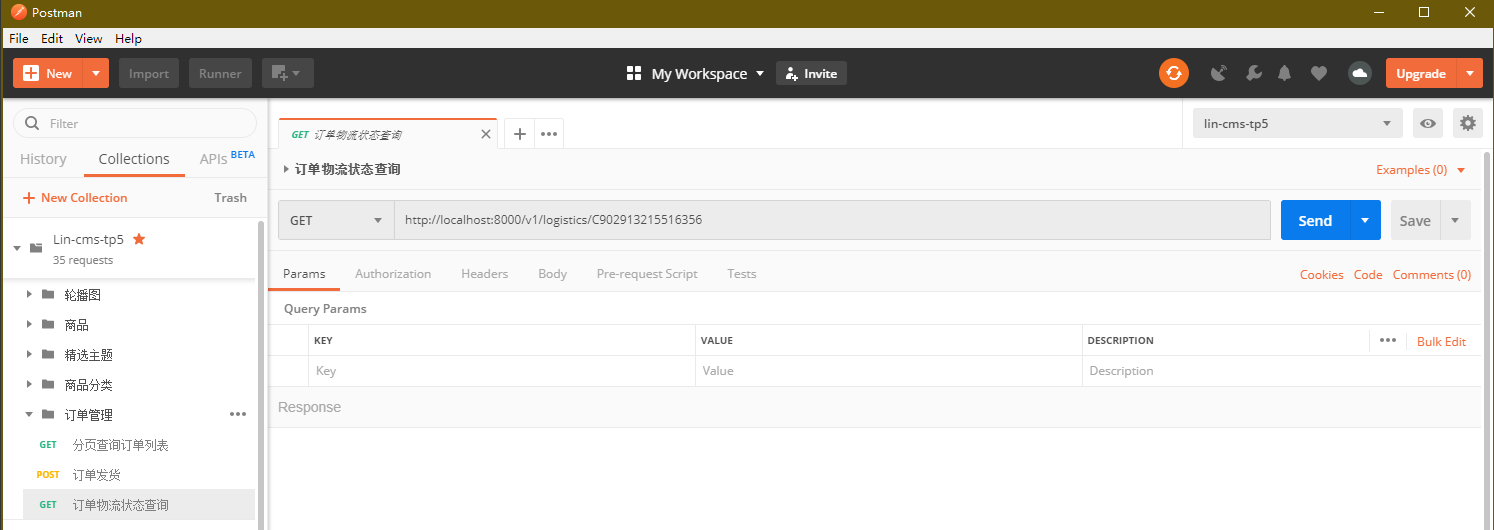 Postman
File Edit View Help
New Import Runner My Workspace Invite Upgrade
Filter
History Collections APIs BETA
New Collection Trash
Lin-cms-tp5
35 requests
轮播图
商品
精选主题
商品分类
订单管理
GET 分页查询订单列表
POST 订单发货
GET 订单物流状态查询
GET 订单物流状态查询
lin-cms-tp5
订单物流状态查询 Examples (0)
GET http://localhost:8000/v1/logistics/C902913215516356 Send Save
Params Authorization Headers Body Pre-request Script Tests Cookies Code Comments (0)
Query Params
KEY VALUE DESCRIPTION Bulk Edit
Key Value Description
Response